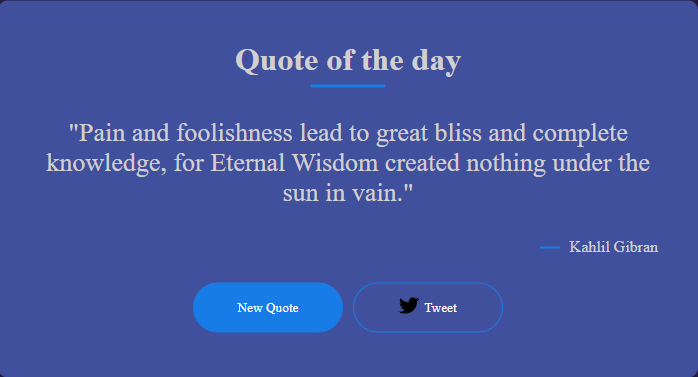 Quote of the day
"Pain and foolishness lead to great bliss and complete
knowledge, for Eternal Wisdom created nothing under the
sun in vain."
Kahlil Gibran
New Quote
Tweet